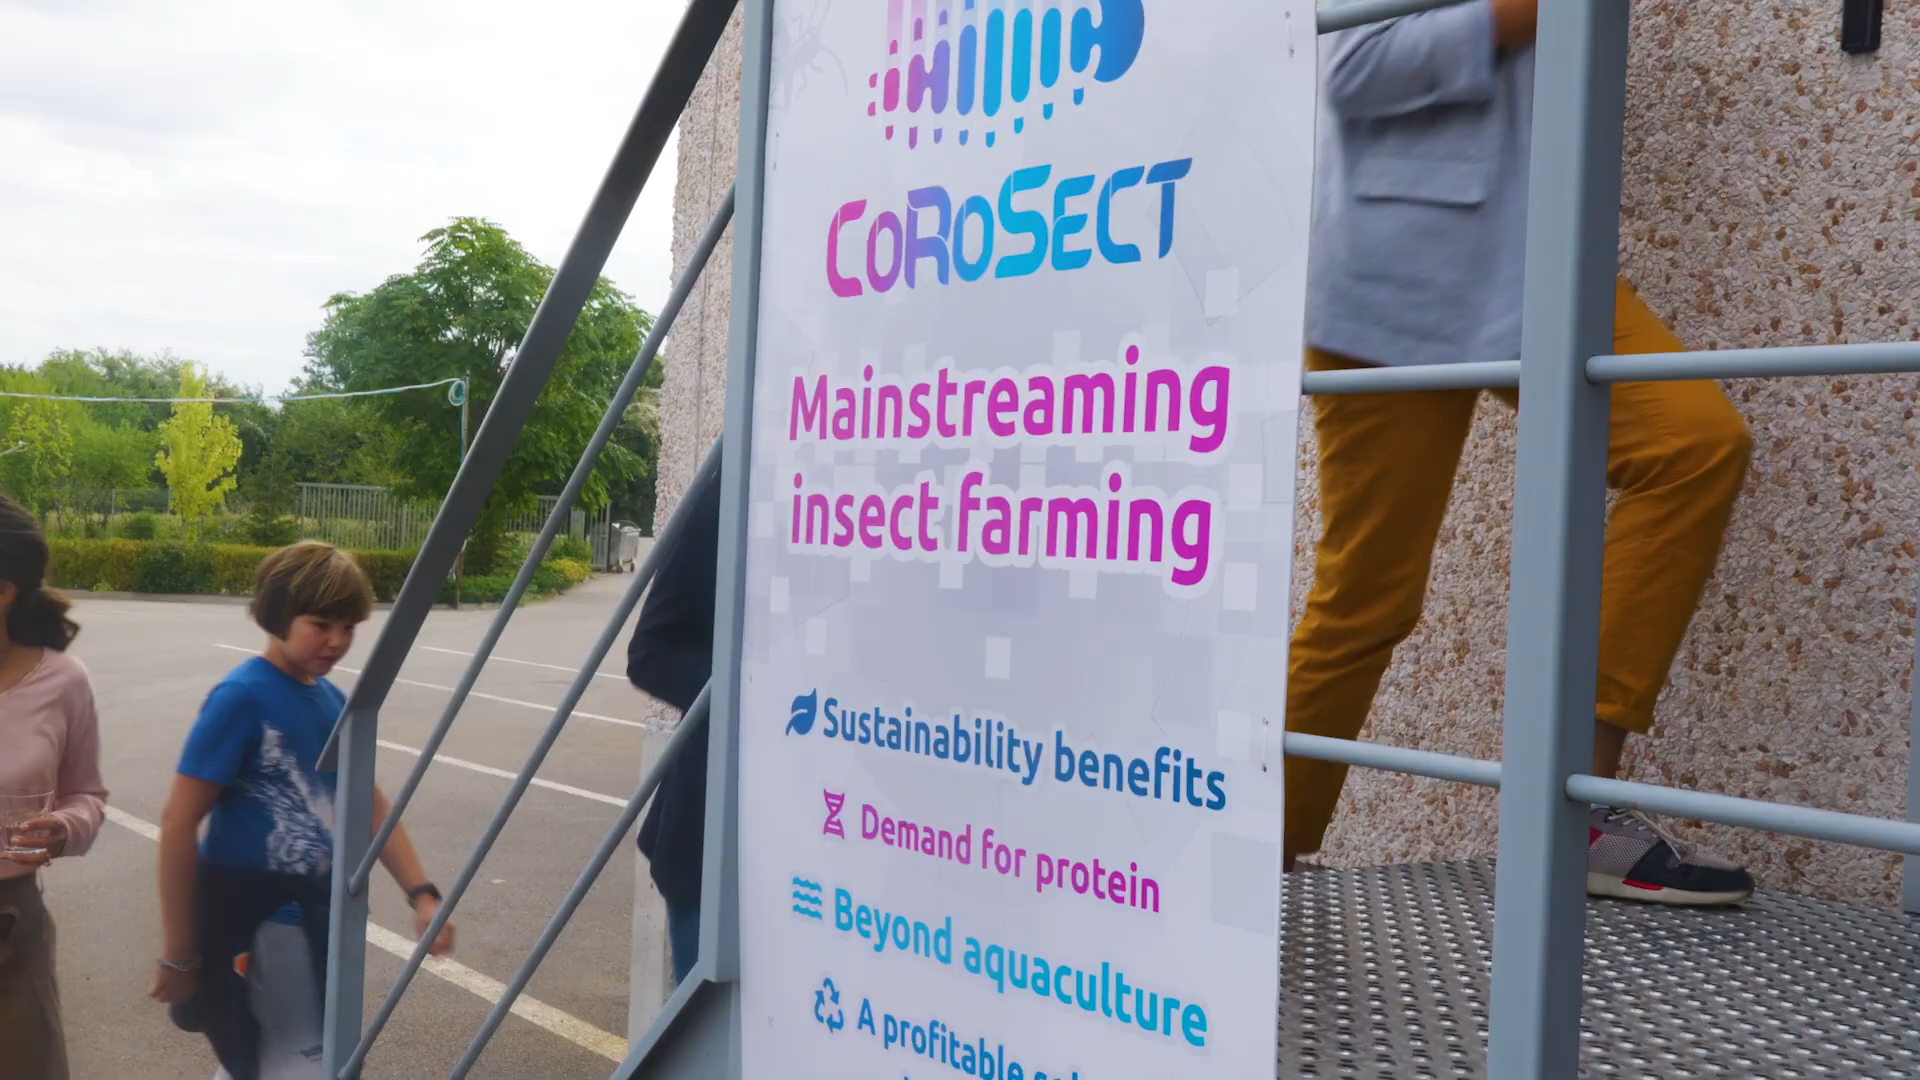 CoRoSect
Mainstreaming
insect farming
Sustainability benefits
Demand for protein
Beyond aquaculture
A profitable